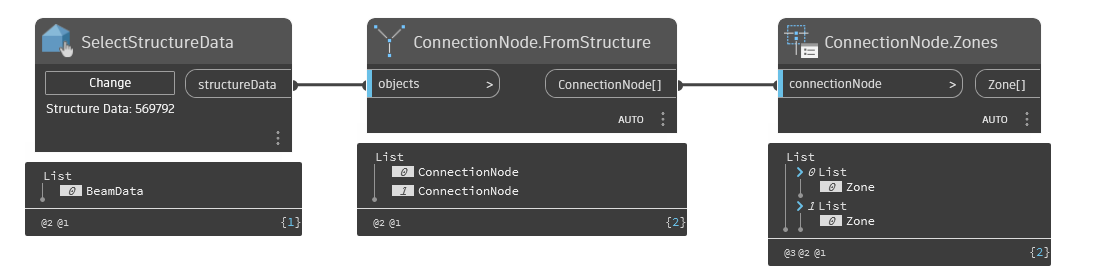 SelectStructureData
Change
structureData
Structure Data: 569792
List
0 BeamData
@2 @1
{1}
ConnectionNode.FromStructure
objects >
ConnectionNode[]
AUTO
List
0 ConnectionNode
1 ConnectionNode
@2 @1
{2}
ConnectionNode.Zones
connectionNode >
Zone[]
AUTO
List
0 List
0 Zone
1 List
0 Zone
@3 @2 @1
{2}